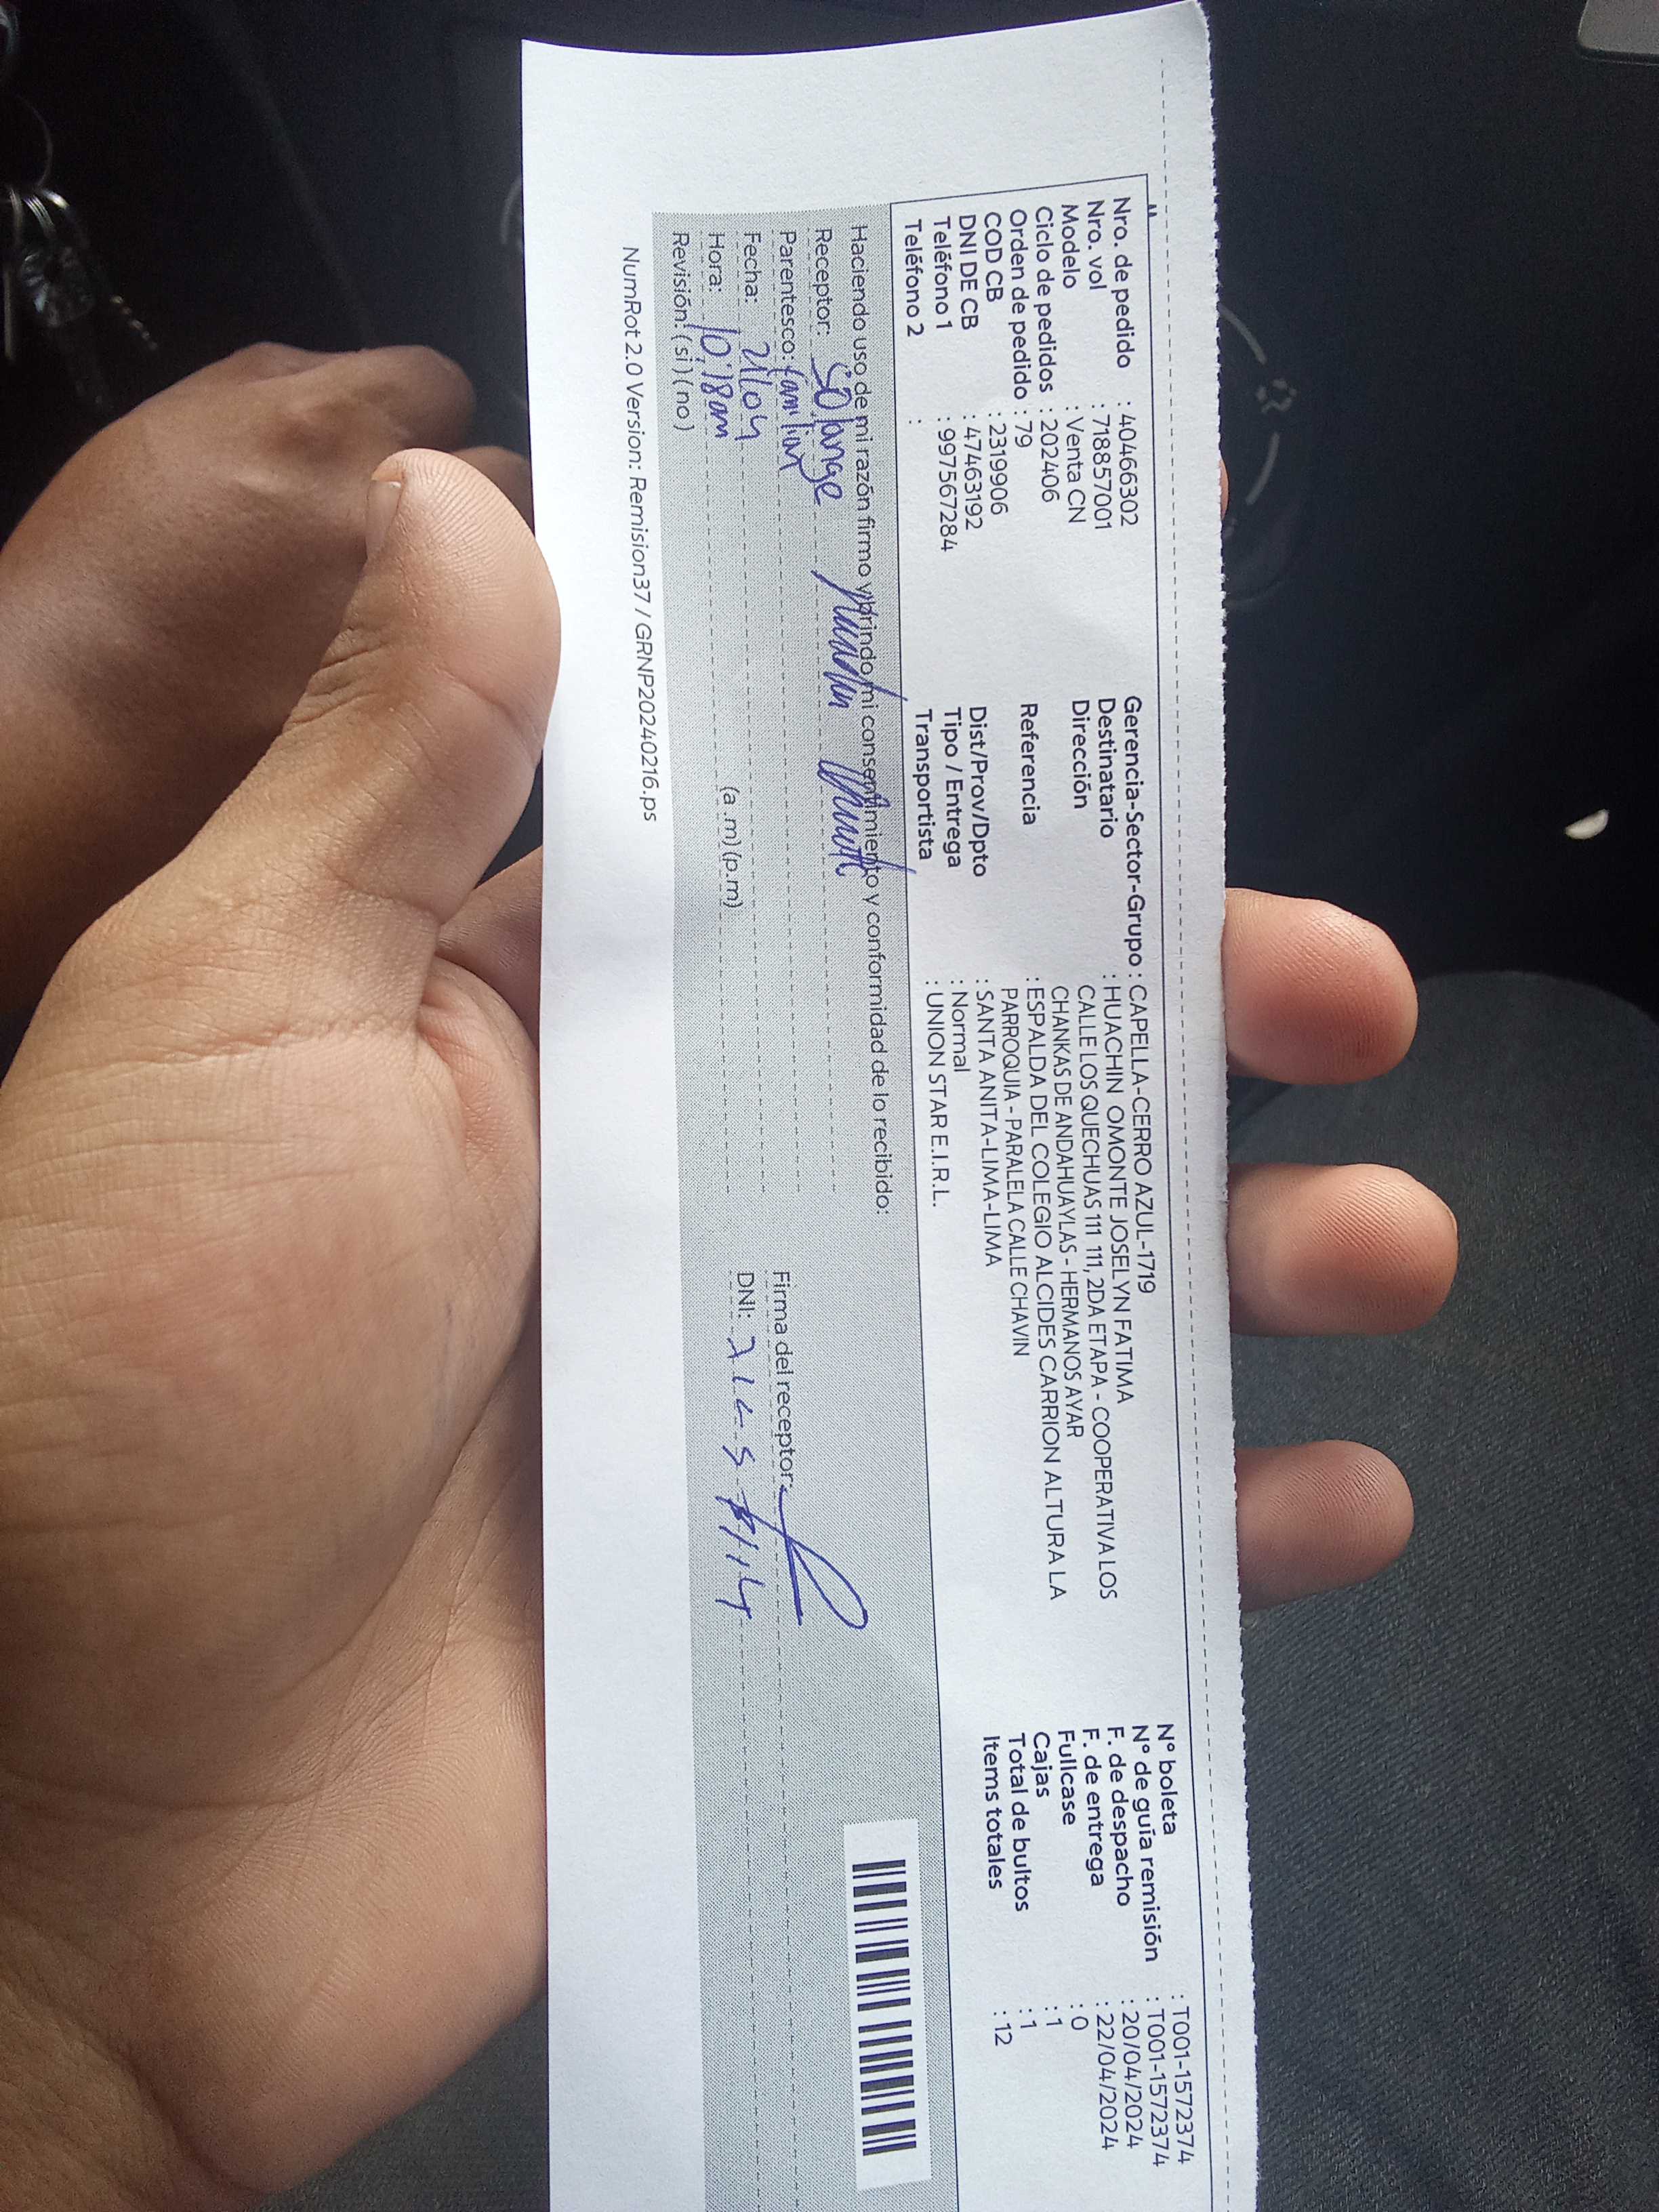 Nro. de pedido : 40466302
Nro. vol : 718857001
Modelo : Venta CN
Ciclo de pedidos : 202406
Orden de pedido : 79
COD CB : 2319906
DNI DE CB : 47463192
Teléfono 1 : 997567284
Teléfono 2 :
Gerencia-Sector-Grupo : CAPELLA-CERRO AZUL-1719
Destinatario : HUACHIN OMONTE JOSELYN FATIMA
Dirección CALLE LOS QUECHUAS 111 111, 2DA ETAPA - COOPERATIVA LOS
CHANKAS DE ANDAHUAYLAS - HERMANOS AYAR
Referencia : ESPALDA DEL COLEGIO ALCIDES CARRION ALTURA LA
PARROQUIA - PARALELA CALLE CHAVIN
Dist/Prov/Dpto : SANTA ANITA-LIMA-LIMA
Tipo / Entrega : Normal
Transportista : UNION STAR E.I.R.L.
N° boleta : T001-1572374
N° de guía remisión : T001-1572374
F. de despacho : 20/04/2024
F. de entrega : 22/04/2024
Fullcase : 0
Cajas : 1
Total de bultos : 1
Items totales : 12
Haciendo uso de mi razón firmo y brindo mi consentimiento y conformidad de lo recibido:
Receptor: Solange
Parentesco: familiar
Fecha: 21/04
Hora: 10:18am (a .m) (p.m)
Revisión: (si) (no)
Firma del receptor:
DNI:
NumRot 2.0 Version: Remision37 / GRNP20240216.ps